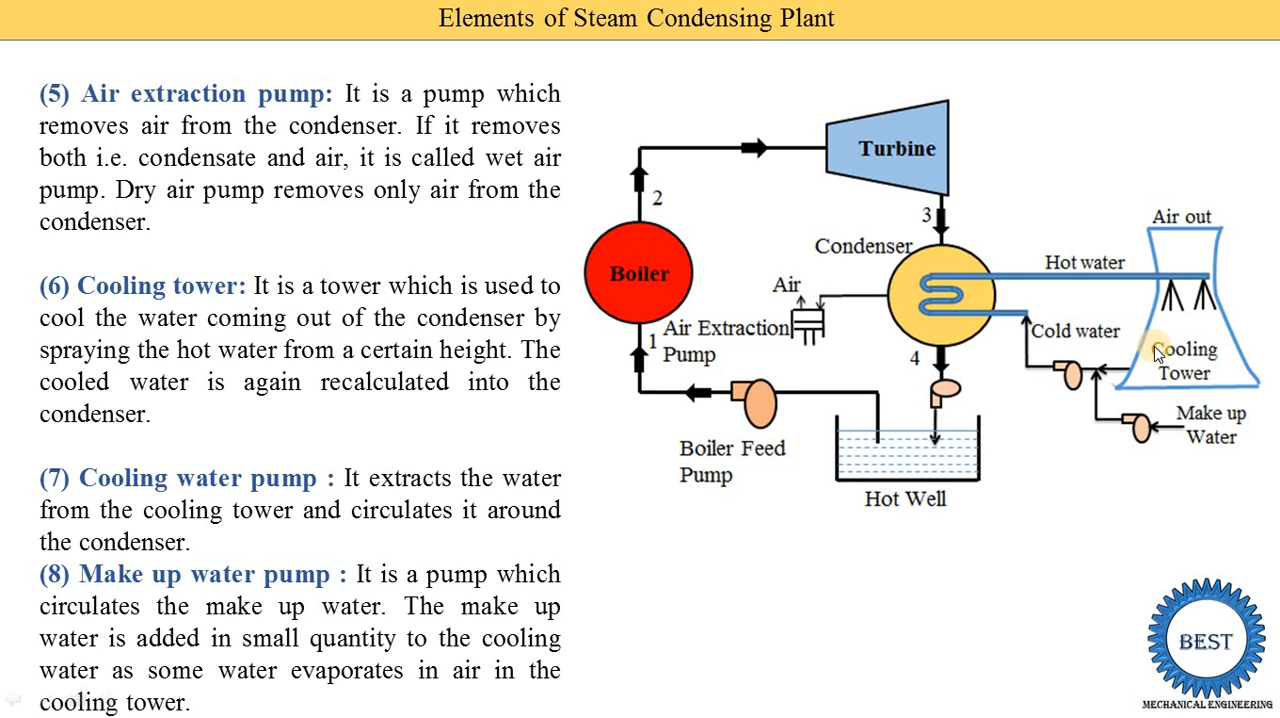 Elements of Steam Condensing Plant
(5) Air extraction pump: It is a pump which
removes air from the condenser. If it removes
both i.e. condensate and air, it is called wet air
pump. Dry air pump removes only air from the
condenser.
(6) Cooling tower: It is a tower which is used to
cool the water coming out of the condenser by
spraying the hot water from a certain height. The
cooled water is again recalculated into the
condenser.
(7) Cooling water pump : It extracts the water
from the cooling tower and circulates it around
the condenser.
(8) Make up water pump : It is a pump which
circulates the make up water. The make up
water is added in small quantity to the cooling
water as some water evaporates in air in the
cooling tower.
Turbine
2
3
Air out
Condenser
Hot water
Boiler
Air
Cold water
Air Extraction
Pump
1
4
Cooling
Tower
Make up
Water
Boiler Feed
Pump
Hot Well
BEST
MECHANICAL ENGINEERING